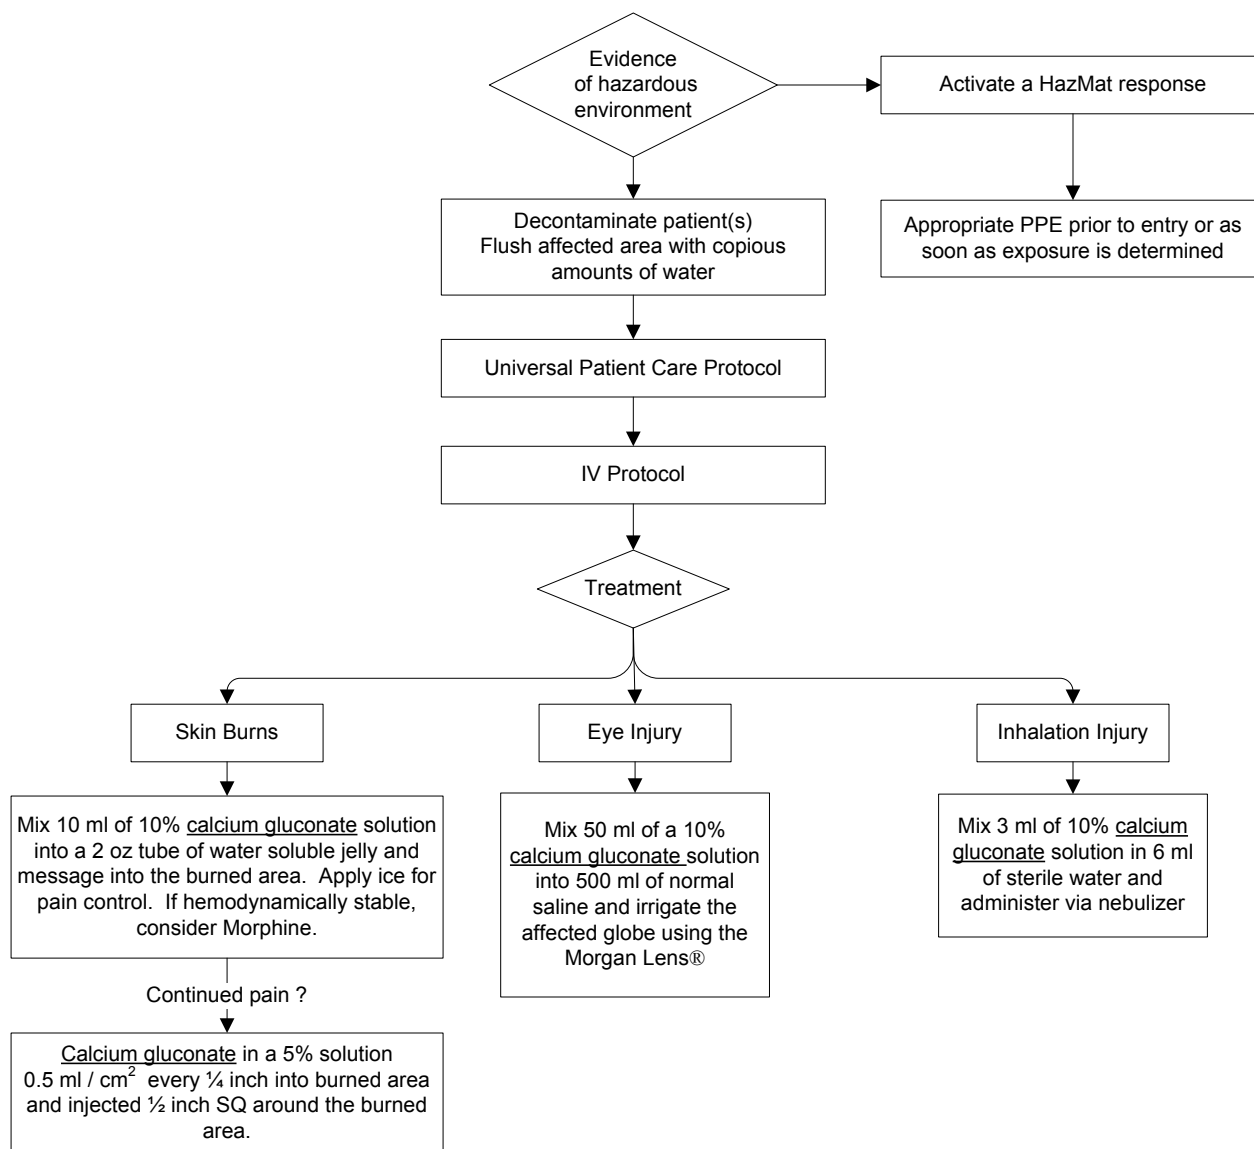 Evidence
of hazardous
environment
Activate a HazMat response
Appropriate PPE prior to entry or as
soon as exposure is determined
Decontaminate patient(s)
Flush affected area with copious
amounts of water
Universal Patient Care Protocol
IV Protocol
Treatment
Skin Burns
Eye Injury
Inhalation Injury
Mix 10 ml of 10% calcium gluconate solution
into a 2 oz tube of water soluble jelly and
message into the burned area.  Apply ice for
pain control.  If hemodynamically stable,
consider Morphine.
Mix 50 ml of a 10%
calcium gluconate solution
into 500 ml of normal
saline and irrigate the
affected globe using the
Morgan Lens®
Mix 3 ml of 10% calcium
gluconate solution in 6 ml
of sterile water and
administer via nebulizer
Continued pain ?
Calcium gluconate in a 5% solution
0.5 ml / cm²  every ¼ inch into burned area
and injected ½ inch SQ around the burned
area.